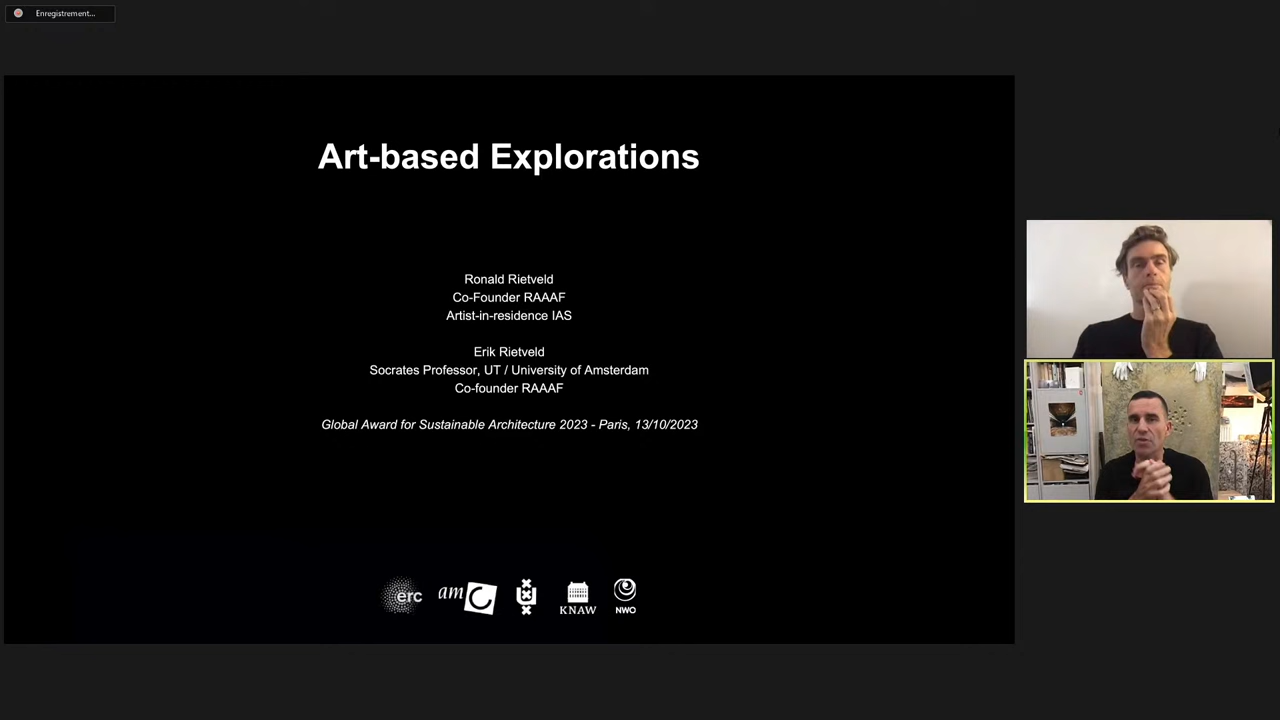 Enregistrement...
Art-based Explorations
Ronald Rietveld
Co-Founder RAAAF
Artist-in-residence IAS
Erik Rietveld
Socrates Professor, UT / University of Amsterdam
Co-founder RAAAF
Global Award for Sustainable Architecture 2023 - Paris, 13/10/2023
erc
am
KNAW
NWO